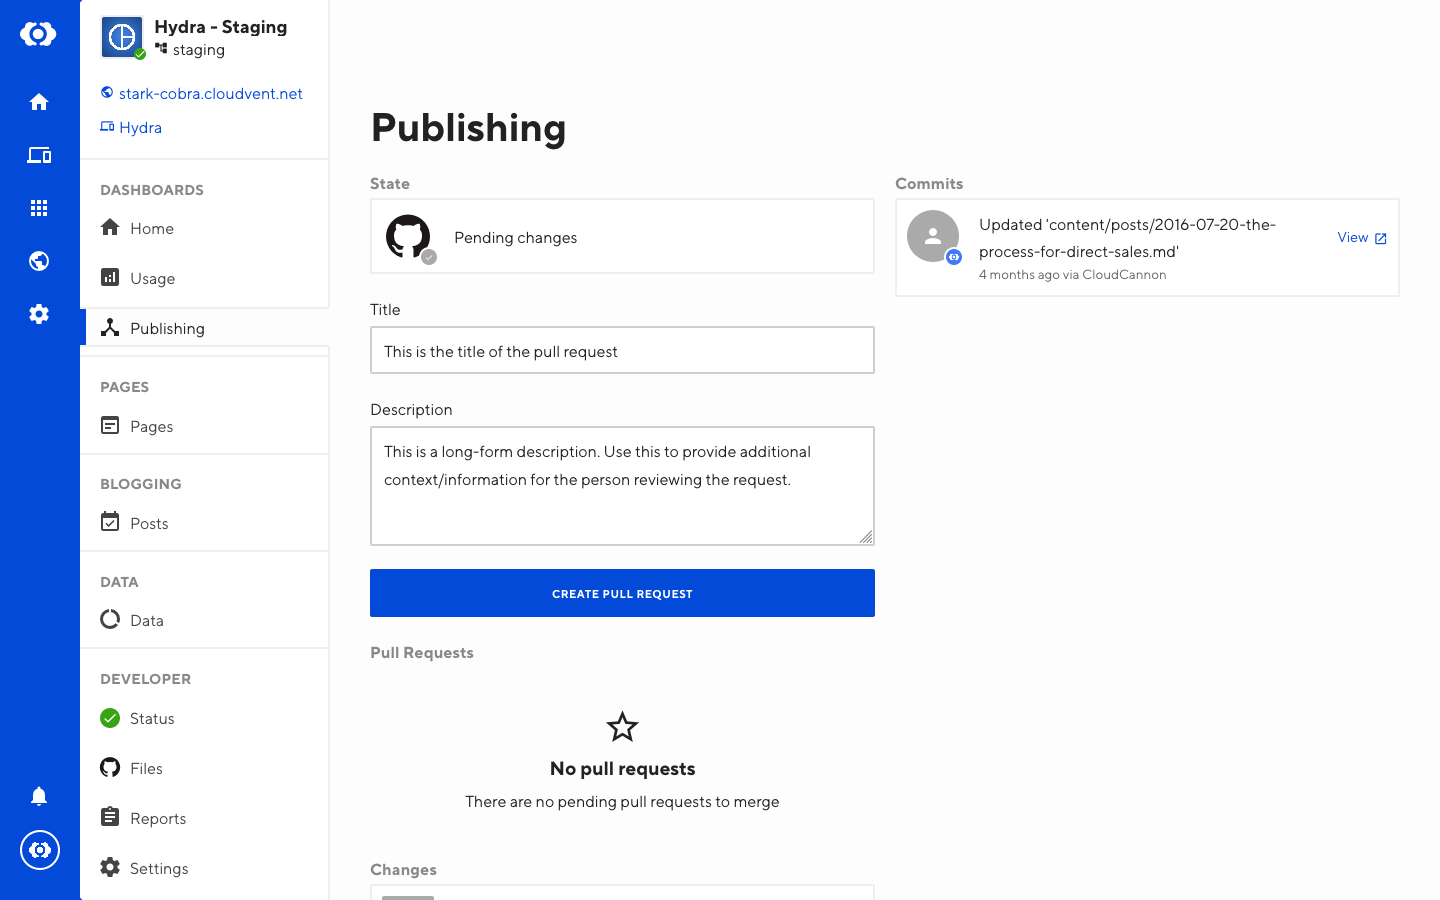 Hydra - Staging
staging
stark-cobra.cloudvent.net
Hydra
DASHBOARDS
Home
Usage
Publishing
PAGES
Pages
BLOGGING
Posts
DATA
Data
DEVELOPER
Status
Files
Reports
Settings
Publishing
State
Pending changes
Title
This is the title of the pull request
Description
This is a long-form description. Use this to provide additional
context/information for the person reviewing the request.
CREATE PULL REQUEST
Pull Requests
No pull requests
There are no pending pull requests to merge
Changes
Commits
Updated 'content/posts/2016-07-20-the-
process-for-direct-sales.md'
4 months ago via CloudCannon
View